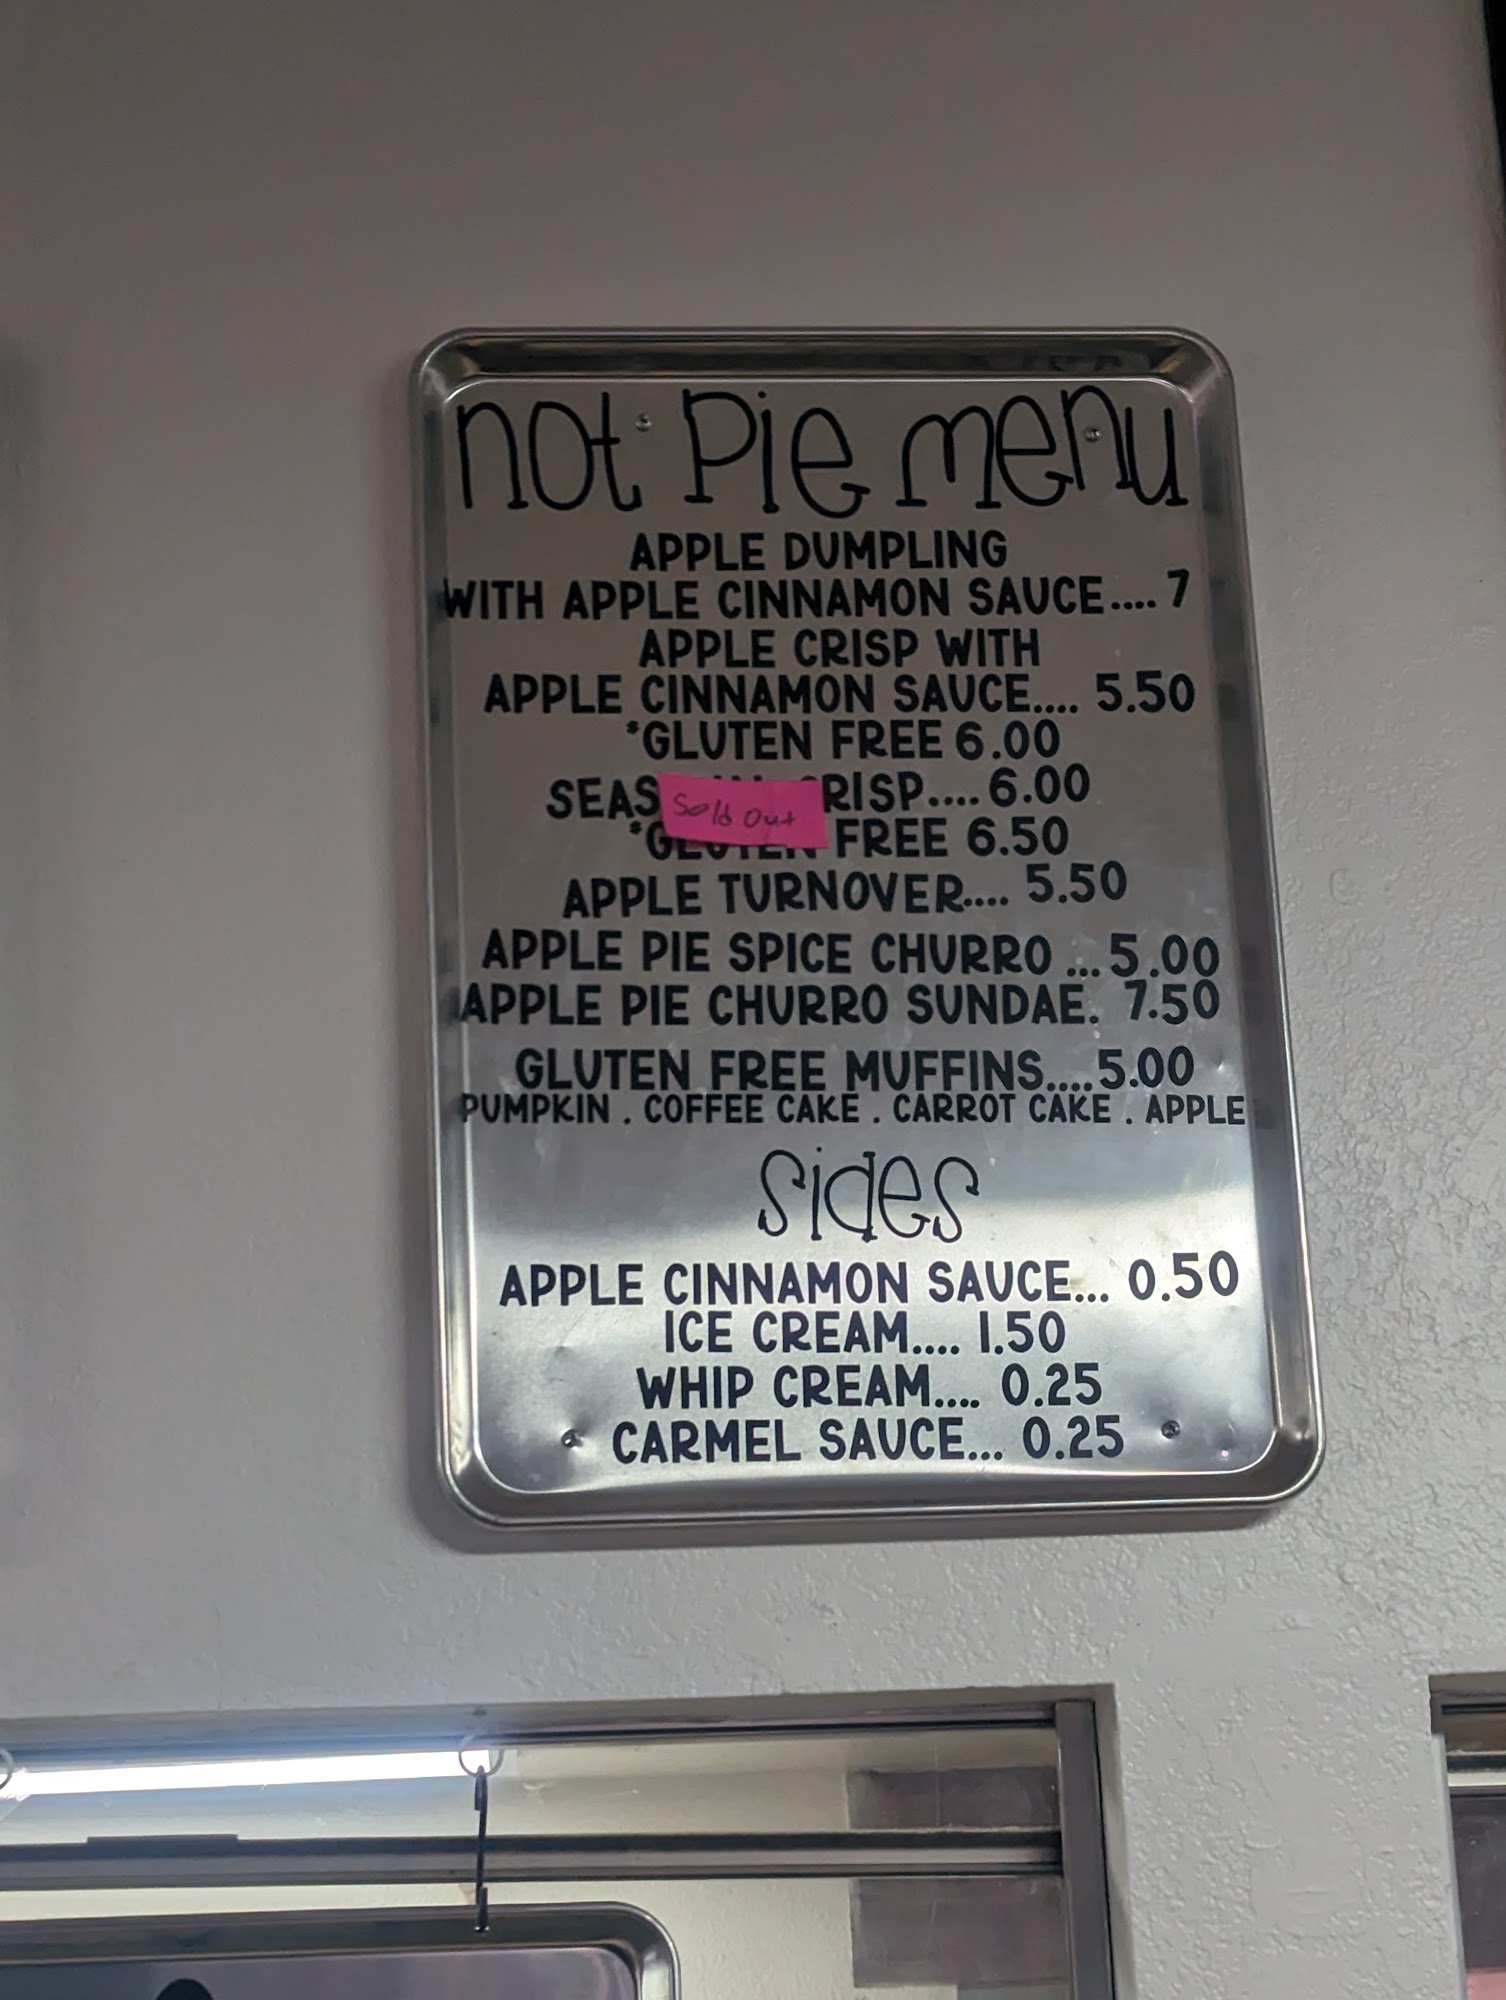 not Pie menu
APPLE DUMPLING
WITH APPLE CINNAMON SAUCE.... 7
APPLE CRISP WITH
APPLE CINNAMON SAUCE.... 5.50
*GLUTEN FREE 6.00
CRISP.... 6.00
Sold Out
*GLUTEN FREE 6.50
APPLE TURNOVER.... 5.50
APPLE PIE SPICE CHURRO ... 5.00
APPLE PIE CHURRO SUNDAE. 7.50
GLUTEN FREE MUFFINS.... 5.00
PUMPKIN . COFFEE CAKE . CARROT CAKE . APPLE
sides
APPLE CINNAMON SAUCE... 0.50
ICE CREAM.... 1.50
WHIP CREAM.... 0.25
CARMEL SAUCE... 0.25